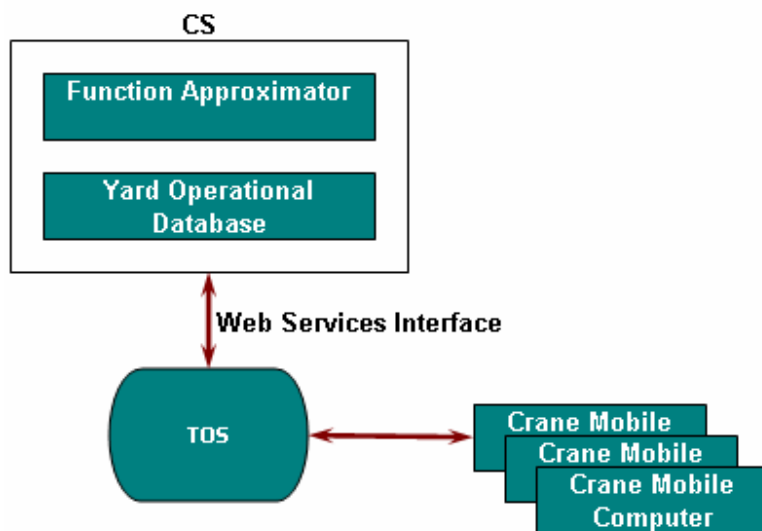 CS
Function Approximator
Yard Operational
Database
Web Services Interface
TOS
Crane Mobile
Crane Mobile
Crane Mobile
Computer